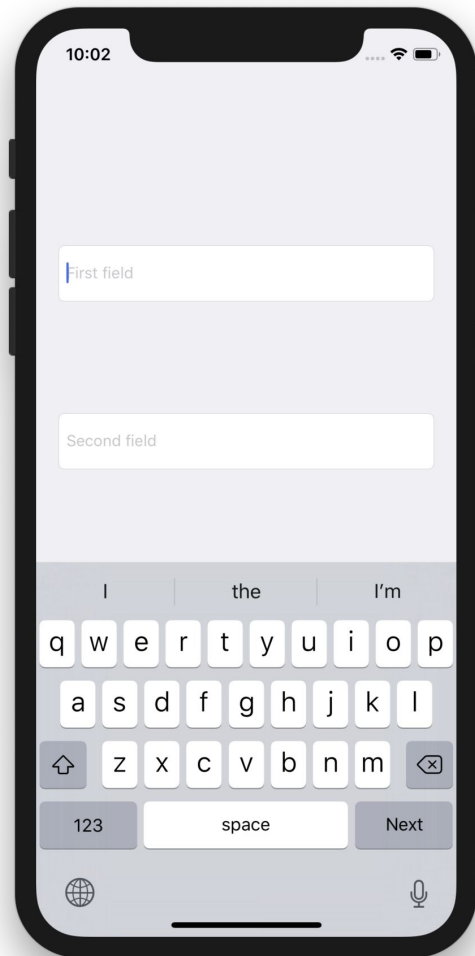 10:02
First field
Second field
I the I'm
q w e r t y u i o p
a s d f g h j k l
z x c v b n m
123 space Next